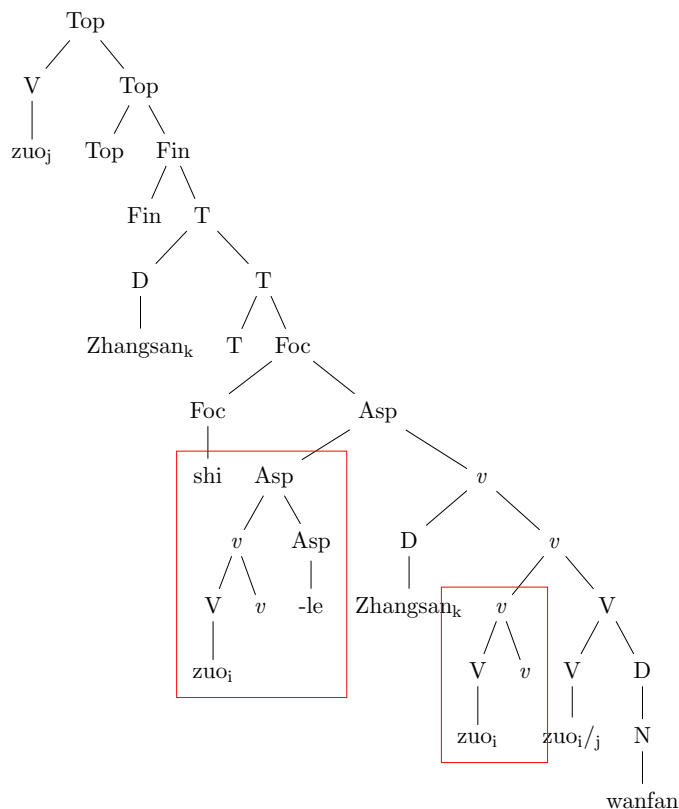 Top
V Top
zuoj Top Fin
Fin T
D T
Zhangsank T Foc
Foc Asp
shi Asp v
v Asp D v
V v -le Zhangsank v V
zuoi V v V D
zuoi zuoi/j N
wanfan